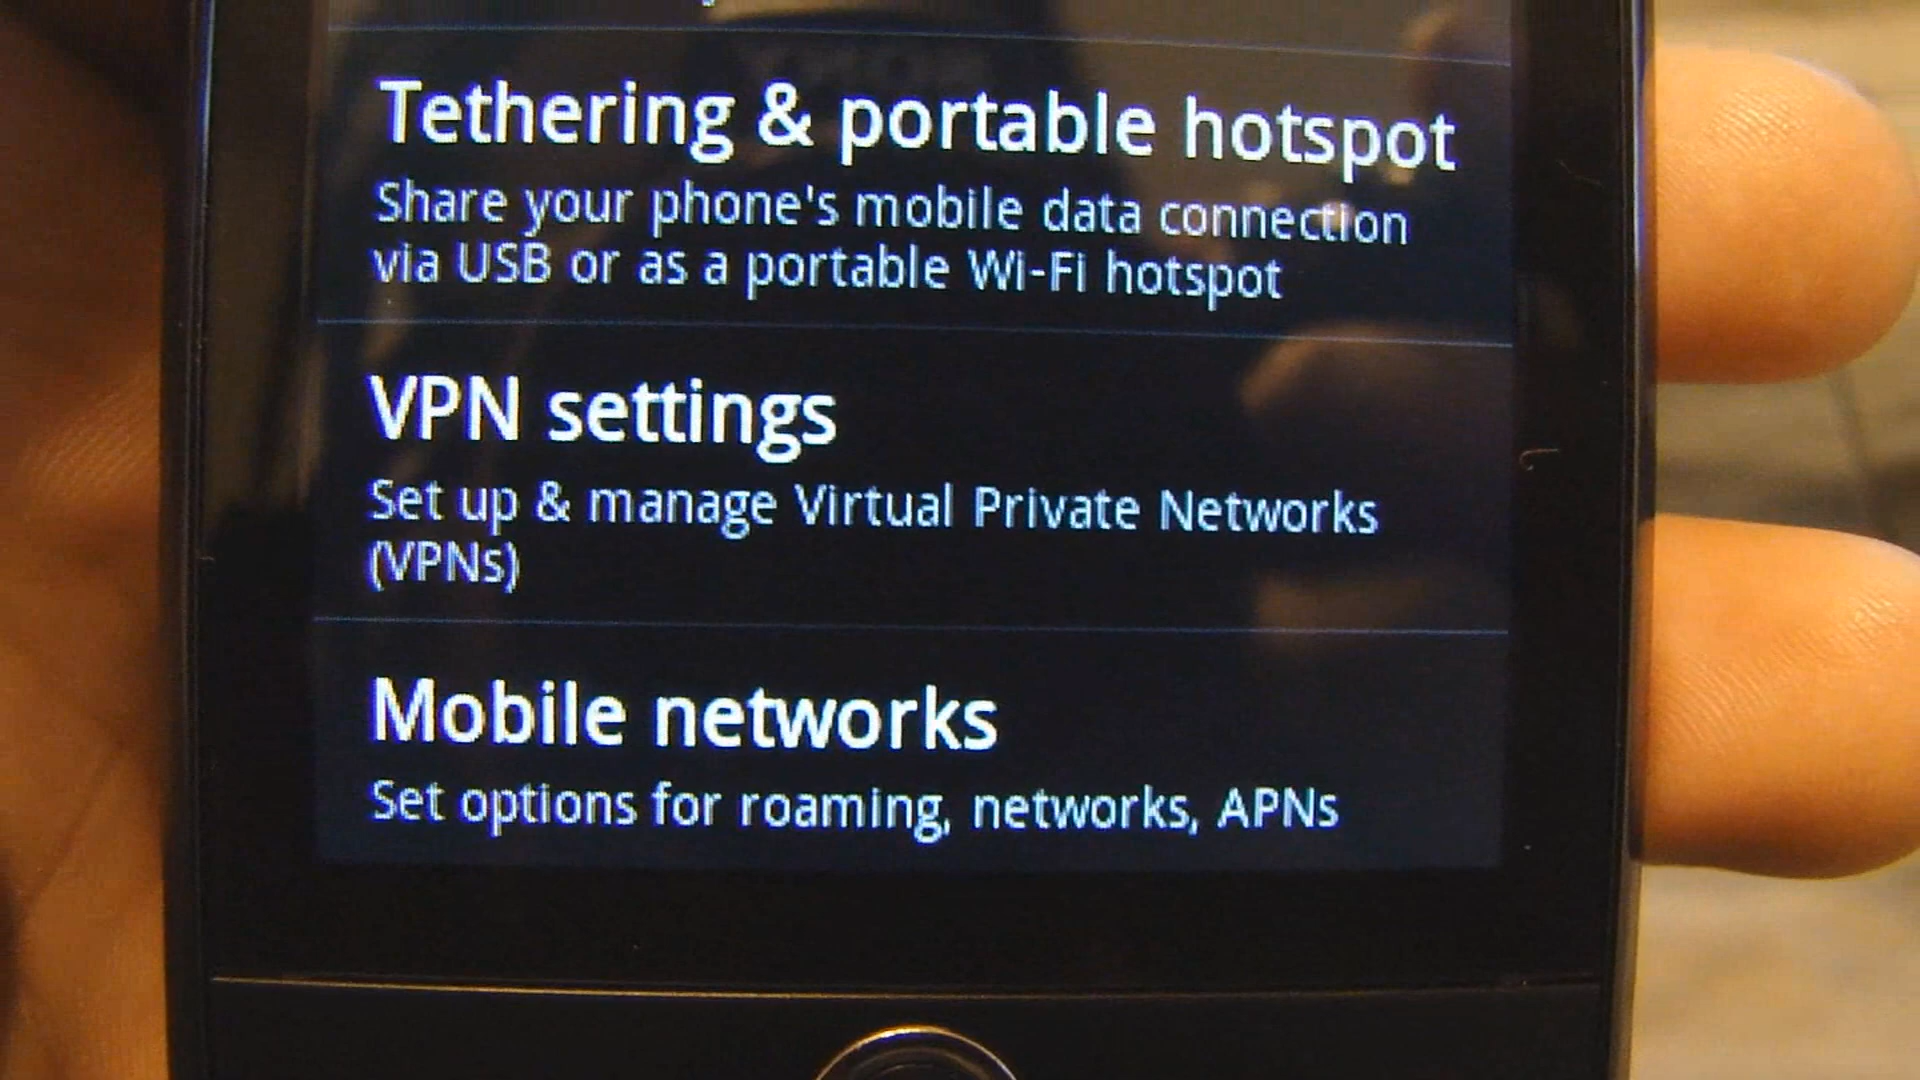 Tethering & portable hotspot
Share your phone's mobile data connection
via USB or as a portable Wi-Fi hotspot
VPN settings
Set up & manage Virtual Private Networks
(VPNs)
Mobile networks
Set options for roaming, networks, APNs